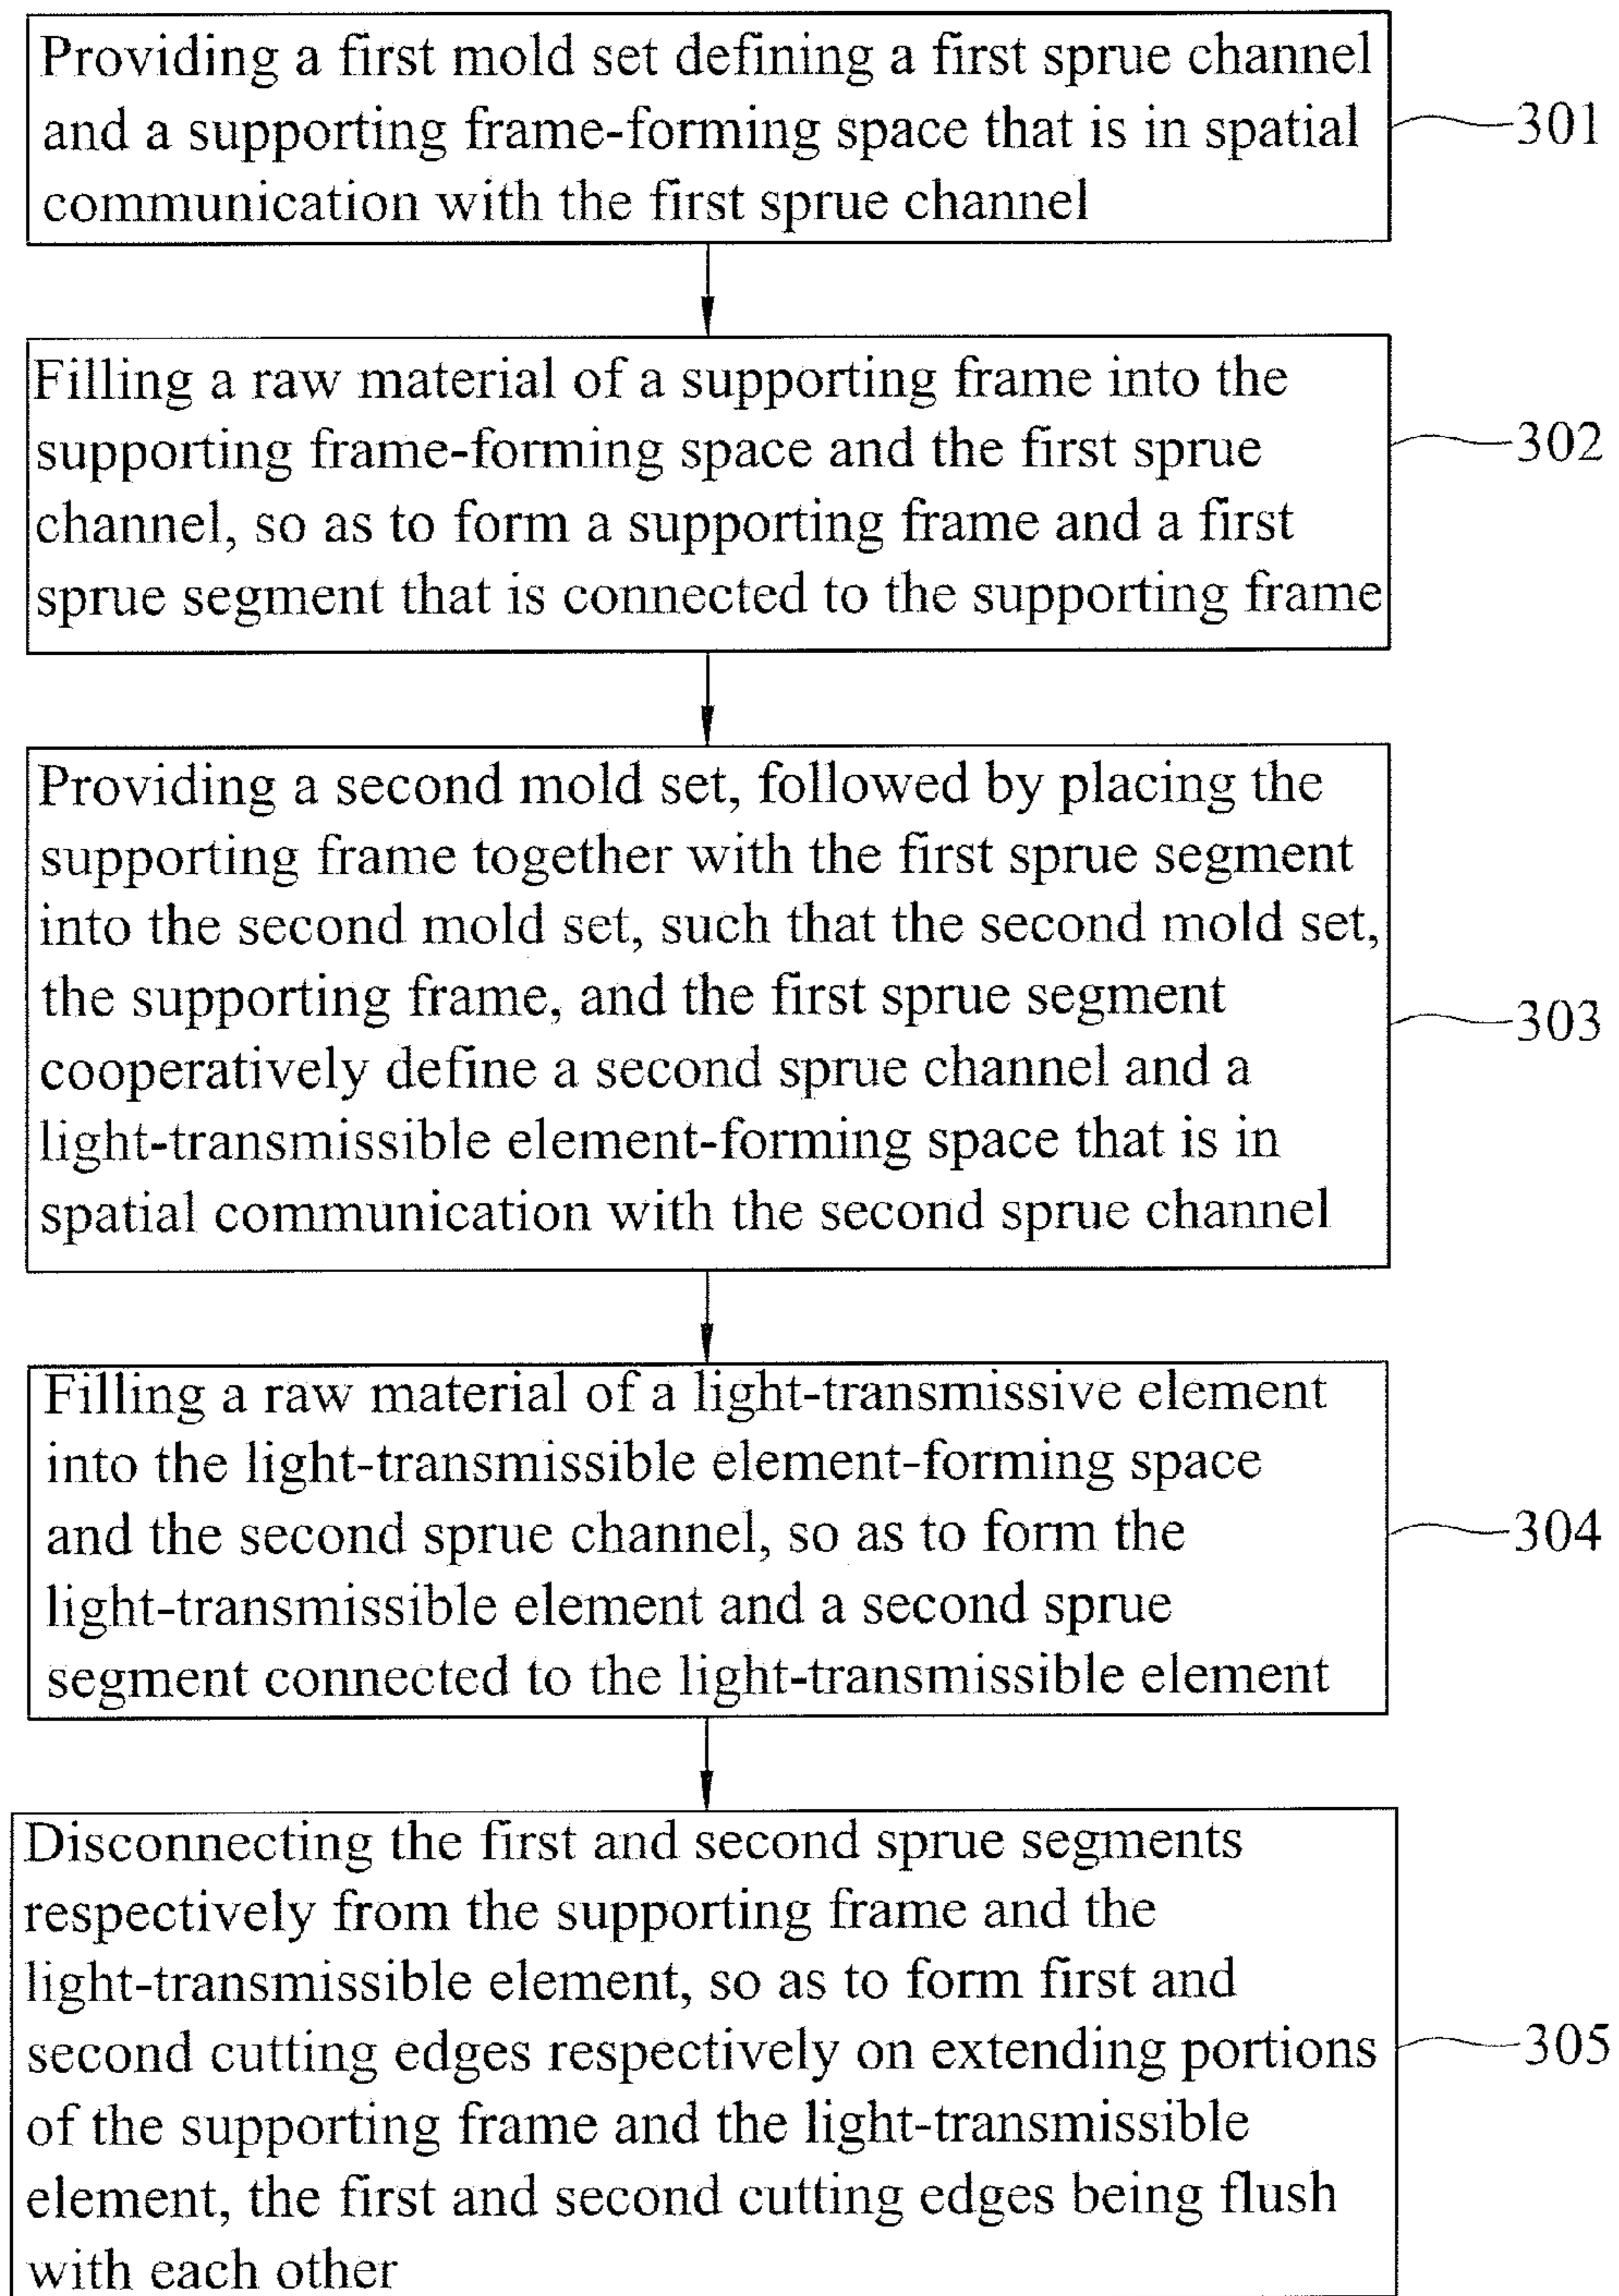 Providing a first mold set defining a first sprue channel
and a supporting frame-forming space that is in spatial
communication with the first sprue channel
301
Filling a raw material of a supporting frame into the
supporting frame-forming space and the first sprue
channel, so as to form a supporting frame and a first
sprue segment that is connected to the supporting frame
302
Providing a second mold set, followed by placing the
supporting frame together with the first sprue segment
into the second mold set, such that the second mold set,
the supporting frame, and the first sprue segment
cooperatively define a second sprue channel and a
light-transmissible element-forming space that is in
spatial communication with the second sprue channel
303
Filling a raw material of a light-transmissive element
into the light-transmissible element-forming space
and the second sprue channel, so as to form the
light-transmissible element and a second sprue
segment connected to the light-transmissible element
304
Disconnecting the first and second sprue segments
respectively from the supporting frame and the
light-transmissible element, so as to form first and
second cutting edges respectively on extending portions
of the supporting frame and the light-transmissible
element, the first and second cutting edges being flush
with each other
305